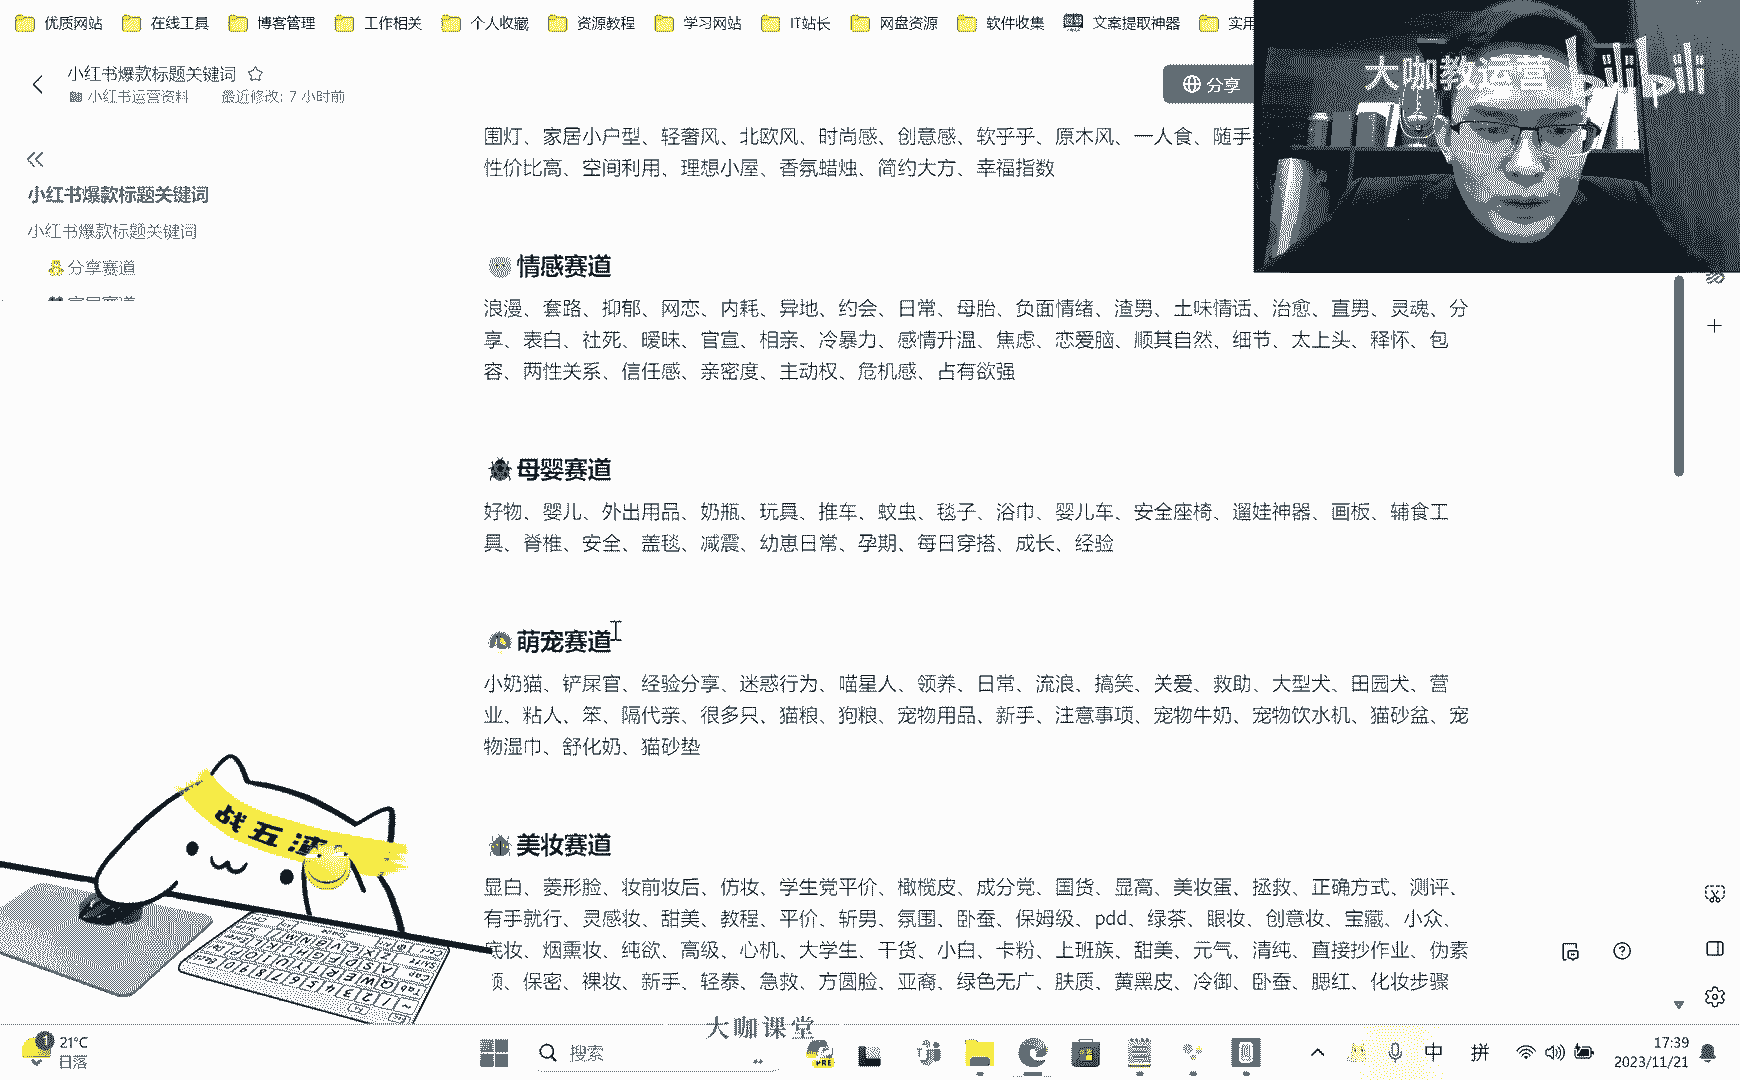 优质网站 在线工具 博客管理 工作相关 个人收藏 资源教程 学习网站 IT站长 网盘资源 软件收集 文案提取神器 实用
小红书爆款标题关键词
小红书运营资料 最近修改: 7 小时前
分享
大咖教运营 bilibili
小红书爆款标题关键词
小红书爆款标题关键词
分享赛道
围灯、家居小户型、轻奢风、北欧风、时尚感、创意感、软乎乎、原木风、一人食、随手
性价比高、空间利用、理想小屋、香氛蜡烛、简约大方、幸福指数
情感赛道
浪漫、套路、抑郁、网恋、内耗、异地、约会、日常、母胎、负面情绪、渣男、土味情话、治愈、直男、灵魂、分
享、表白、社死、暧昧、官宣、相亲、冷暴力、感情升温、焦虑、恋爱脑、顺其自然、细节、太上头、释怀、包
容、两性关系、信任感、亲密度、主动权、危机感、占有欲强
母婴赛道
好物、婴儿、外出用品、奶瓶、玩具、推车、蚊虫、毯子、浴巾、婴儿车、安全座椅、遛娃神器、画板、辅食工
具、脊椎、安全、盖毯、减震、幼崽日常、孕期、每日穿搭、成长、经验
萌宠赛道
小奶猫、铲屎官、经验分享、迷惑行为、喵星人、领养、日常、流浪、搞笑、关爱、救助、大型犬、田园犬、营
业、粘人、笨、隔代亲、很多只、猫粮、狗粮、宠物用品、新手、注意事项、宠物牛奶、宠物饮水机、猫砂盆、宠
物湿巾、舒化奶、猫砂垫
美妆赛道
显白、菱形脸、妆前妆后、仿妆、学生党平价、橄榄皮、成分党、国货、显高、美妆蛋、拯救、正确方式、测评、
有手就行、灵感妆、甜美、教程、平价、斩男、氛围、卧蚕、保姆级、pdd、绿茶、眼妆、创意妆、宝藏、小众、
底妆、烟熏妆、纯欲、高级、心机、大学生、干货、小白、卡粉、上班族、甜美、元气、清纯、直接抄作业、伪素
颜、保密、裸妆、新手、轻泰、急救、方圆脸、亚裔、绿色无广、肤质、黄黑皮、冷御、卧蚕、腮红、化妆步骤
战五渣
大咖课堂
21°C
日落
搜索
中 拼
17:39
2023/11/21